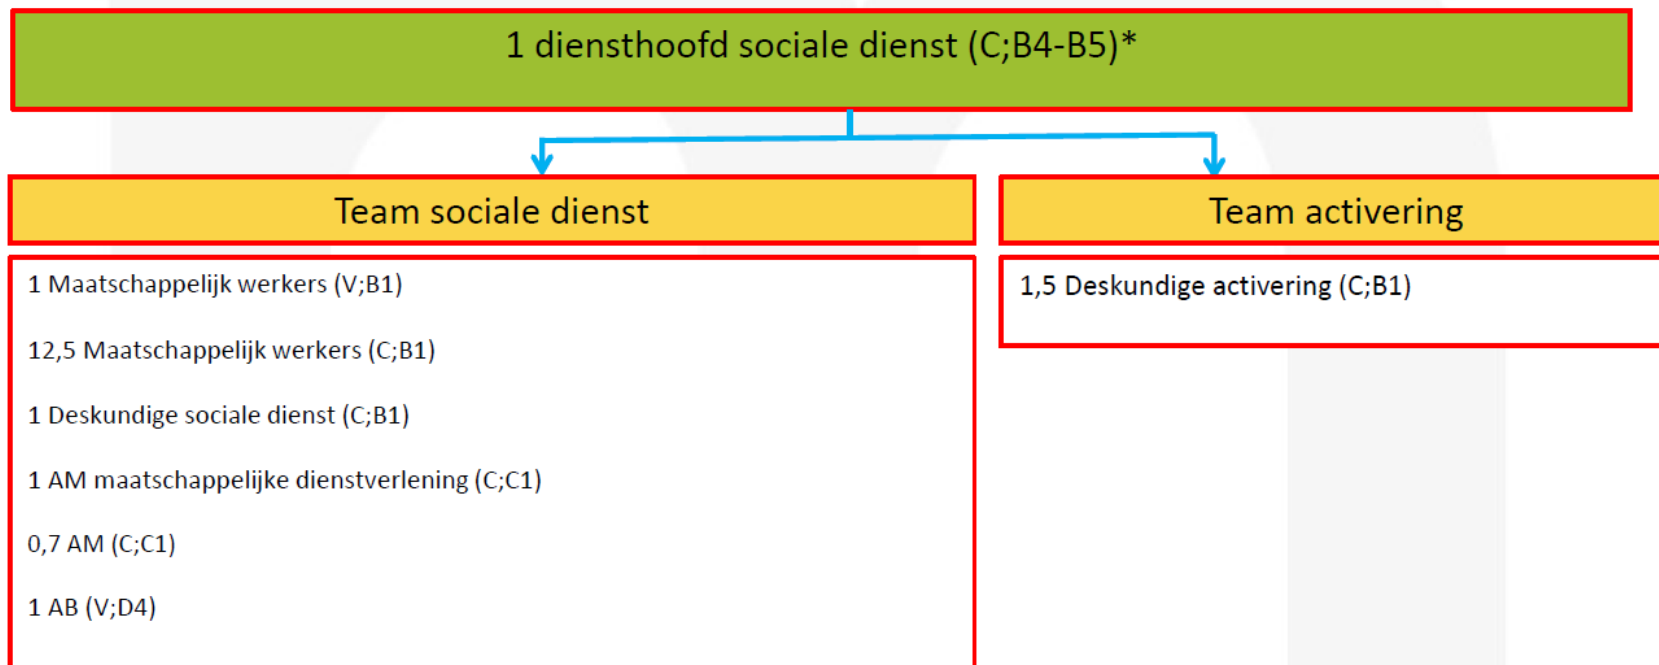 1 diensthoofd sociale dienst (C;B4-B5)*
Team sociale dienst
1 Maatschappelijk werkers (V;B1)
12,5 Maatschappelijk werkers (C;B1)
1 Deskundige sociale dienst (C;B1)
1 AM maatschappelijke dienstverlening (C;C1)
0,7 AM (C;C1)
1 AB (V;D4)
Team activering
1,5 Deskundige activering (C;B1)